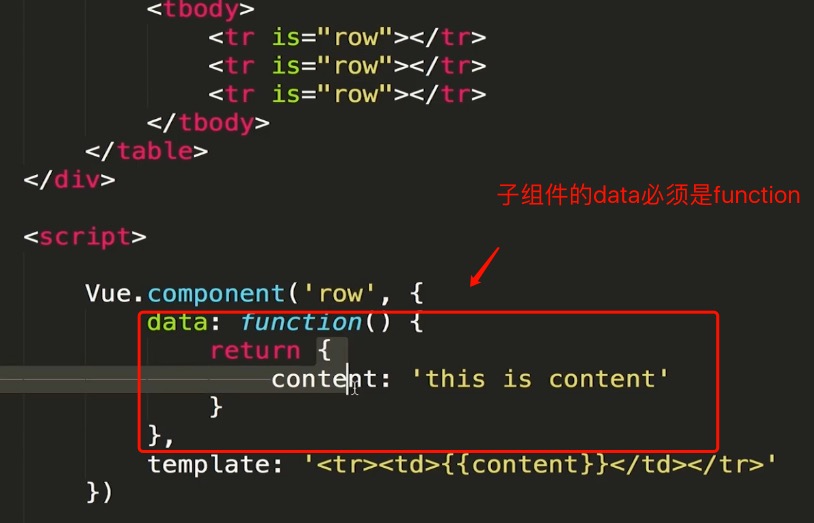 <tbody>
<tr is="row"></tr>
<tr is="row"></tr>
<tr is="row"></tr>
</tbody>
</table>
</div>
子组件的data必须是function
<script>
Vue.component('row', {
data: function() {
return {
content: 'this is content'
}
},
template: '<tr><td>{{content}}</td></tr>'
})